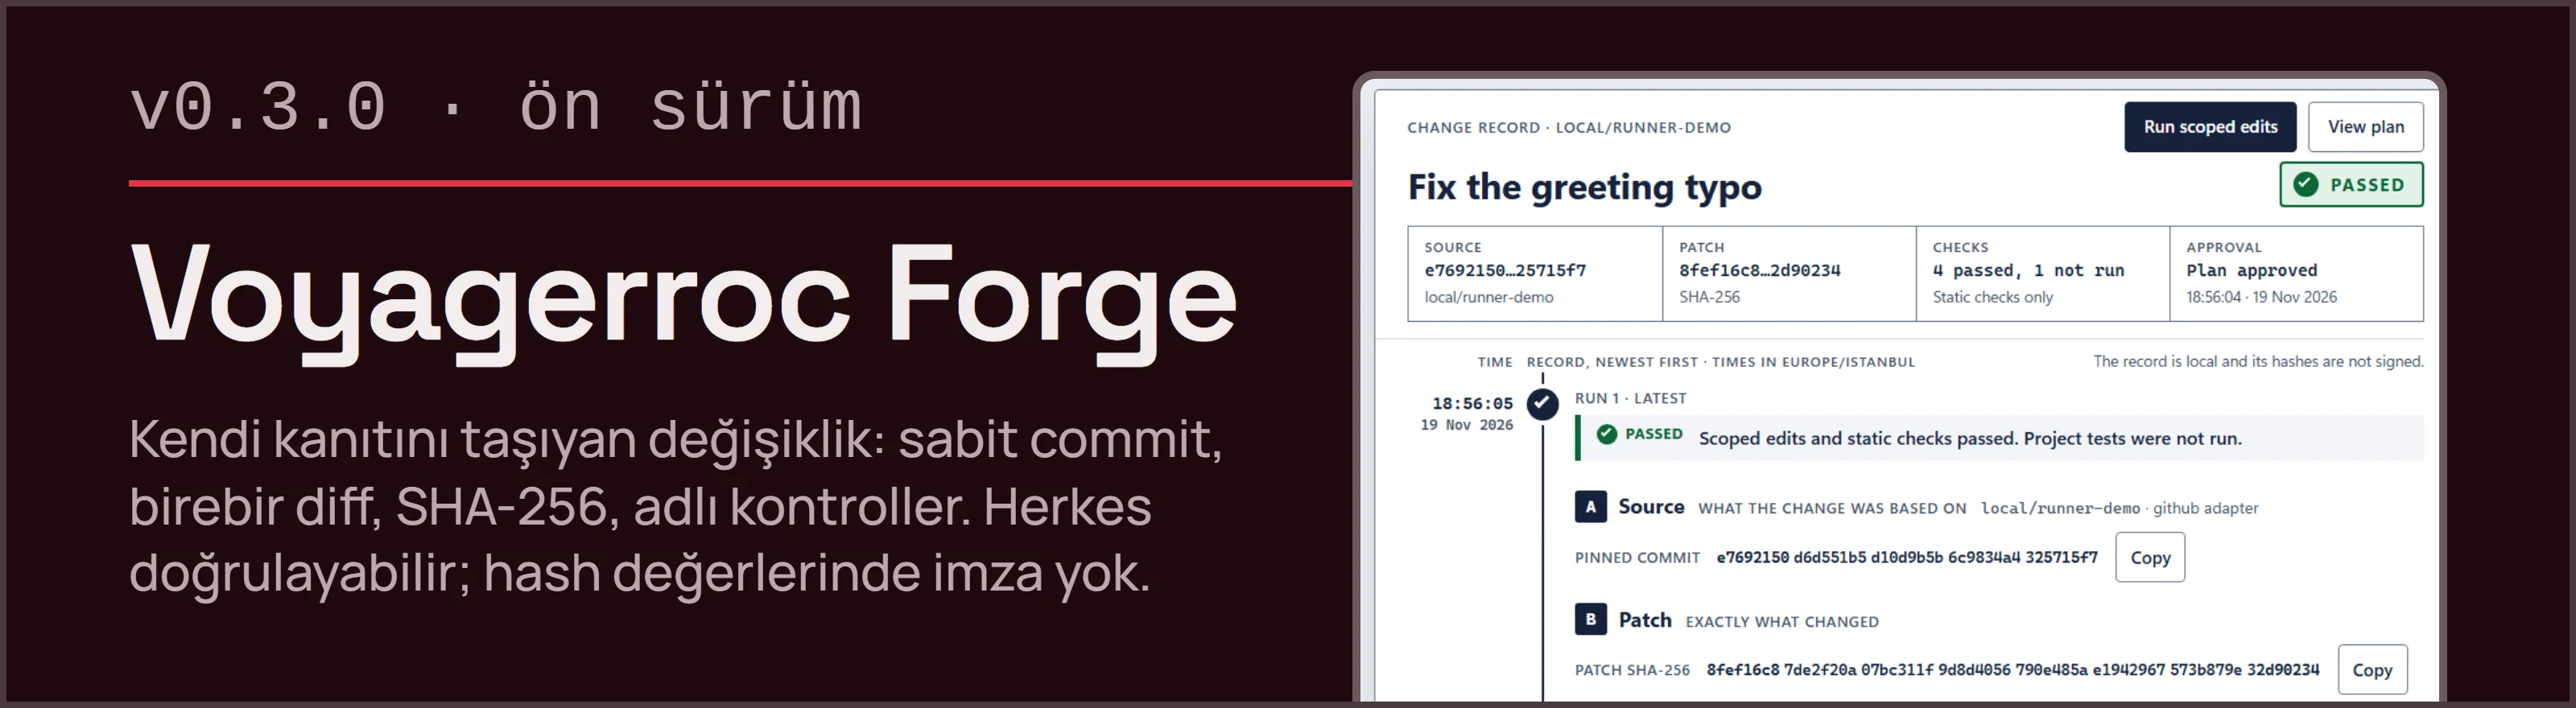 v0.3.0 · ön sürüm
Voyagerroc Forge
Kendi kanıtını taşıyan değişiklik: sabit commit,
birebir diff, SHA-256, adlı kontroller. Herkes
doğrulayabilir; hash değerlerinde imza yok.
CHANGE RECORD · LOCAL/RUNNER-DEMO
Run scoped edits
View plan
Fix the greeting typo
PASSED
SOURCE
e7692150…25715f7
local/runner-demo
PATCH
8fef16c8…2d90234
SHA-256
CHECKS
4 passed, 1 not run
Static checks only
APPROVAL
Plan approved
18:56:04 · 19 Nov 2026
TIME RECORD, NEWEST FIRST · TIMES IN EUROPE/ISTANBUL
The record is local and its hashes are not signed.
18:56:05
19 Nov 2026
RUN 1 · LATEST
PASSED Scoped edits and static checks passed. Project tests were not run.
A Source WHAT THE CHANGE WAS BASED ON local/runner-demo · github adapter
PINNED COMMIT e7692150 d6d551b5 d10d9b5b 6c9834a4 325715f7 Copy
B Patch EXACTLY WHAT CHANGED
PATCH SHA-256 8fef16c8 7de2f20a 07bc311f 9d8d4056 790e485a e1942967 573b879e 32d90234 Copy